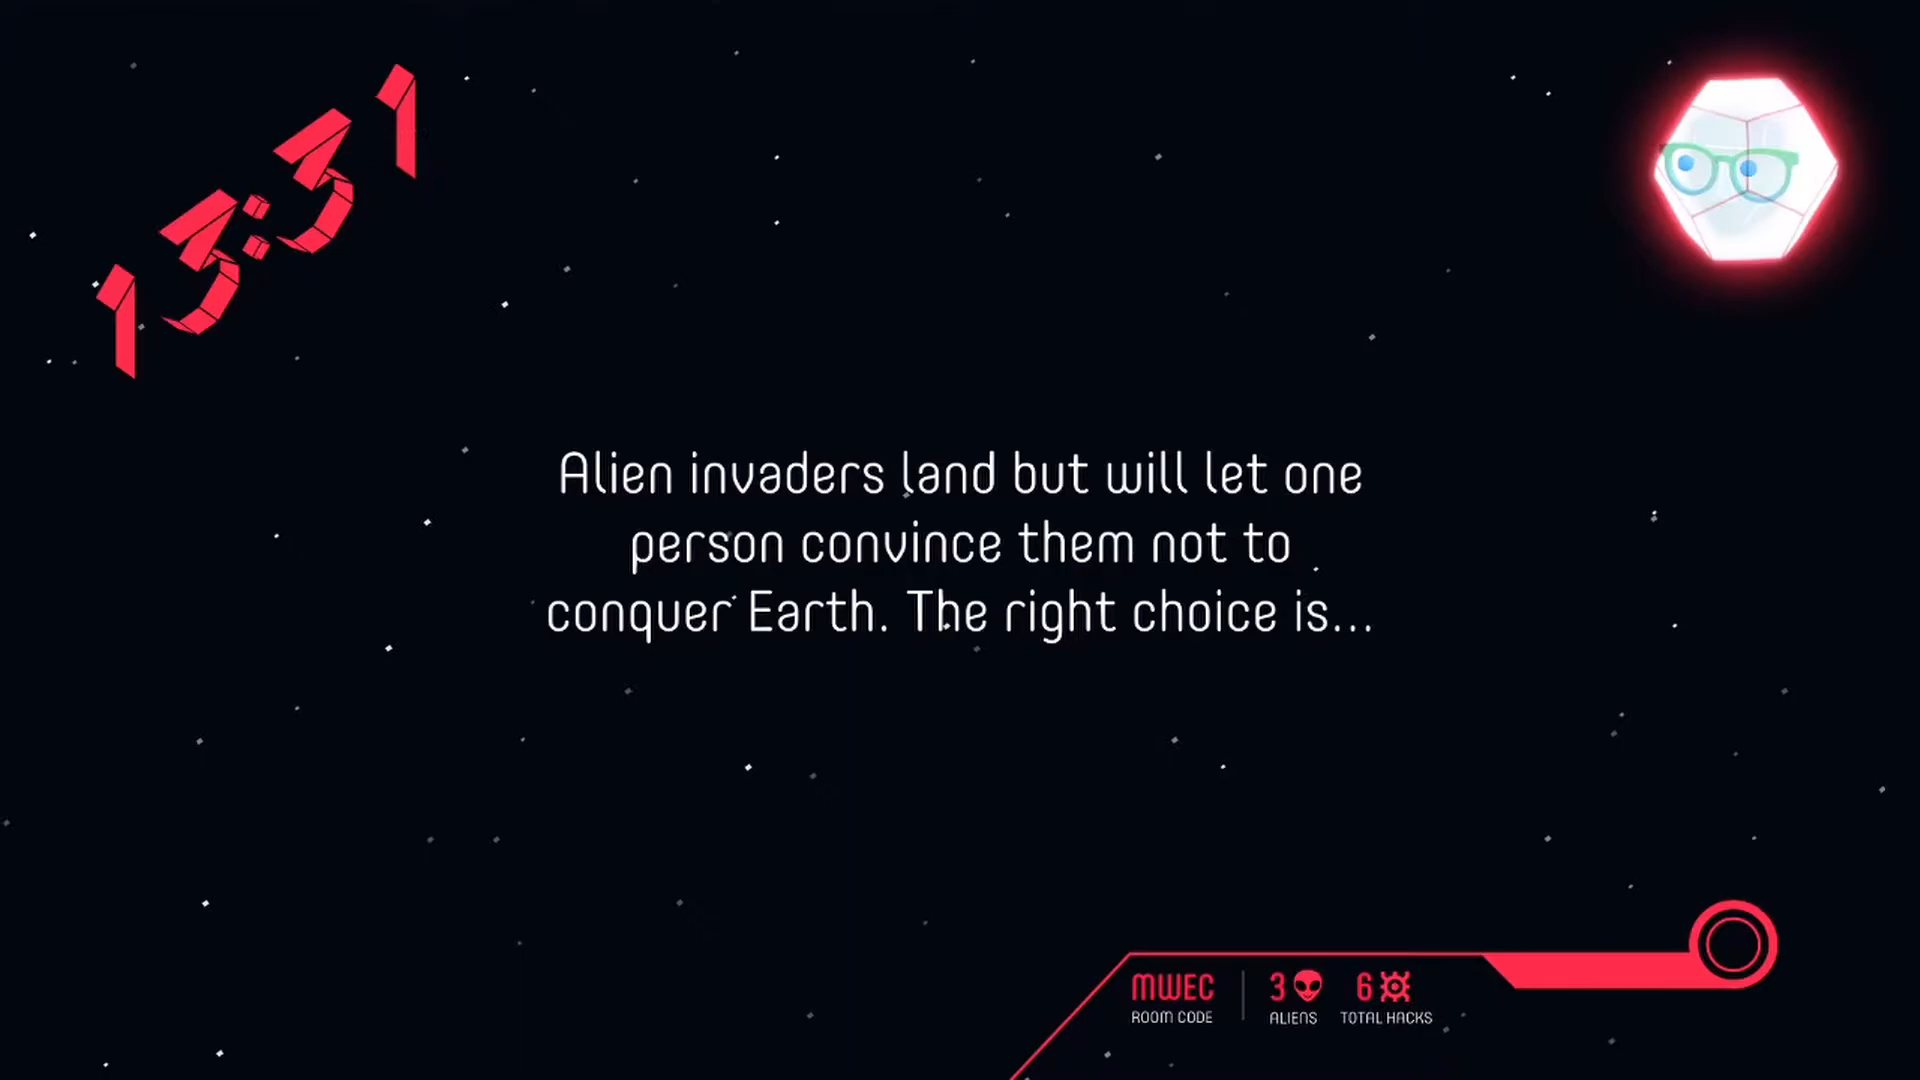 13:31
Alien invaders land but will let one
person convince them not to
conquer Earth. The right choice is...
MWEC
ROOM CODE
3
ALIENS
6
TOTAL HACKS